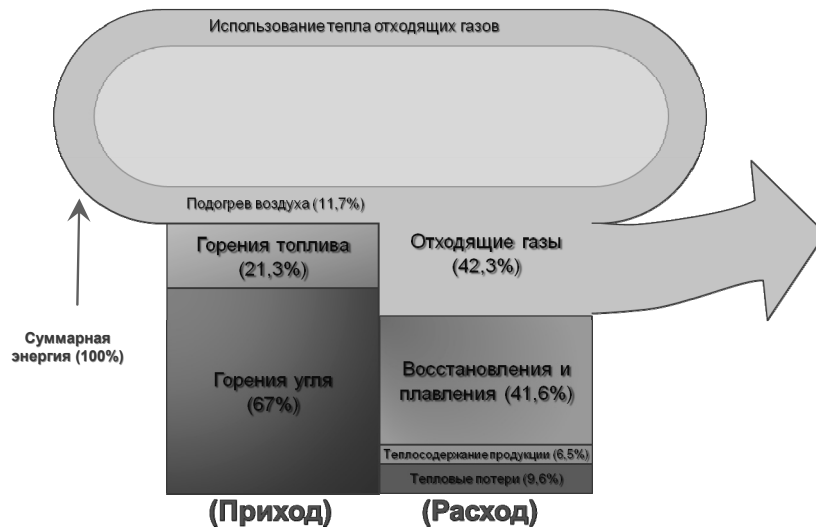 Использование тепла отходящих газов
Подогрев воздуха (11,7%)
Горения топлива
(21,3%)
Отходящие газы
(42,3%)
Суммарная
энергия (100%)
Горения угля
(67%)
Восстановления и
плавления (41,6%)
Теплосодержание продукции (6,5%)
Тепловые потери (9,6%)
(Приход)
(Расход)